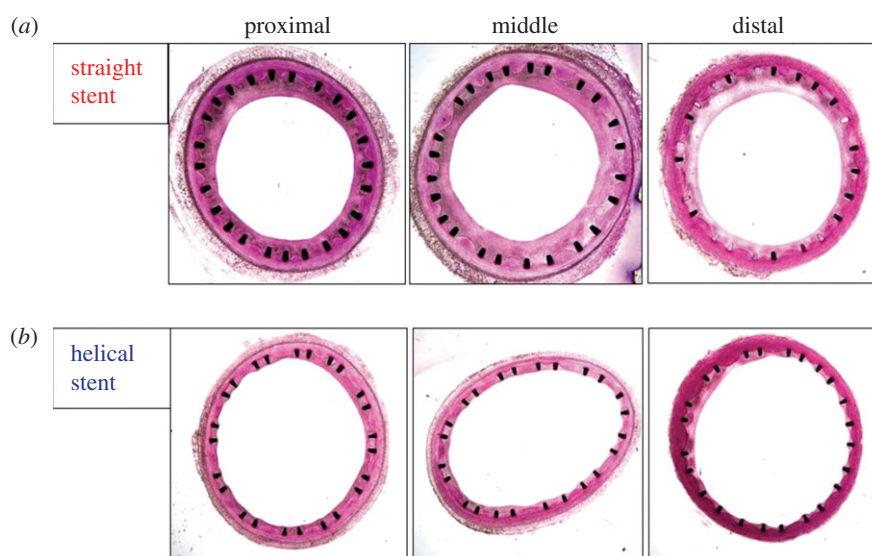 (a) proximal middle distal
straight
stent
(b) helical
stent